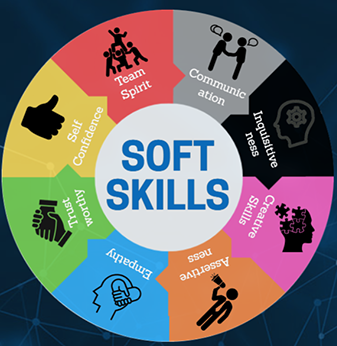 SOFT
SKILLS
Team
Spirit
Communic
ation
Inquisitive
ness
Creative
Skills
Assertive
ness
Empathy
Trust
worthy
Self
Confidence